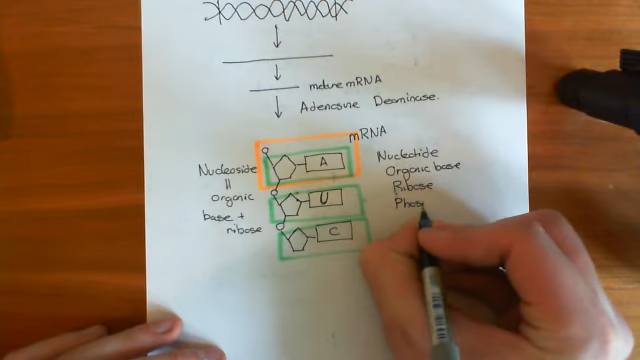 mature mRNA
Adenosine Deaminase.
mRNA
Nucleoside
||
organic
base +
ribose
A
U
C
Nucleotide
Organic base
Ribose
Phos